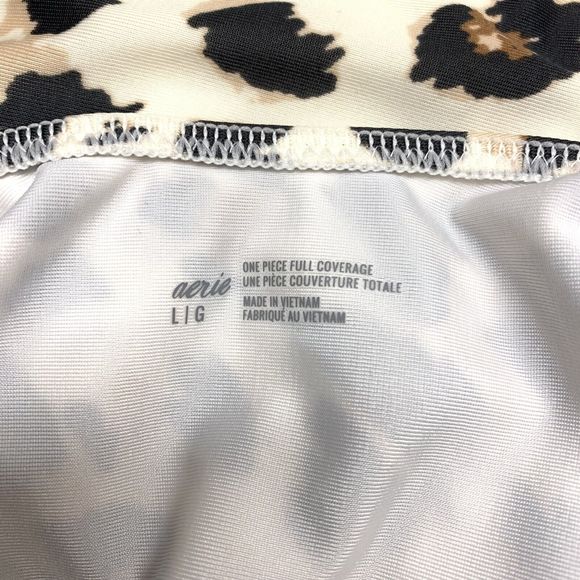 aerie
L|G
ONE PIECE FULL COVERAGE
UNE PIÈCE COUVERTURE TOTALE
MADE IN VIETNAM
FABRIQUÉ AU VIETNAM